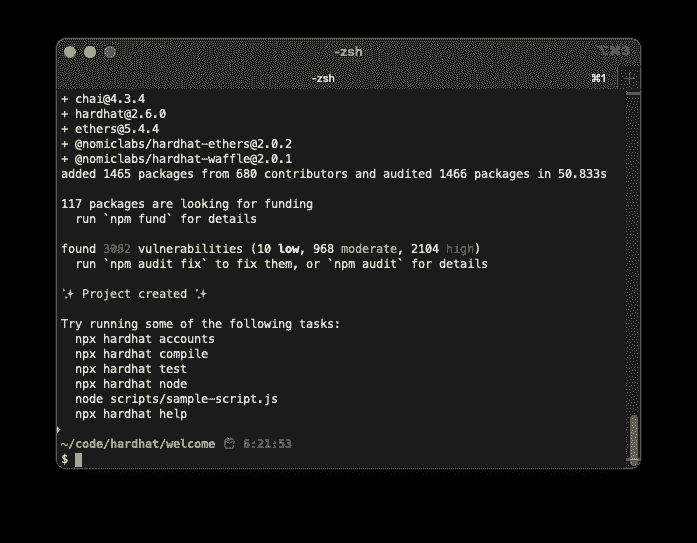 -zsh
⌥⌘3
-zsh
⌘1
+ chai@4.3.4
+ hardhat@2.6.0
+ ethers@5.4.4
+ @nomiclabs/hardhat-ethers@2.0.2
+ @nomiclabs/hardhat-waffle@2.0.1
added 1465 packages from 680 contributors and audited 1466 packages in 50.833s
117 packages are looking for funding
run `npm fund` for details
found 3082 vulnerabilities (10 low, 968 moderate, 2104 high)
run `npm audit fix` to fix them, or `npm audit` for details
✨ Project created ✨
Try running some of the following tasks:
npx hardhat accounts
npx hardhat compile
npx hardhat test
npx hardhat node
node scripts/sample-script.js
npx hardhat help
~/code/hardhat/welcome ⏰ 6:21:53
$